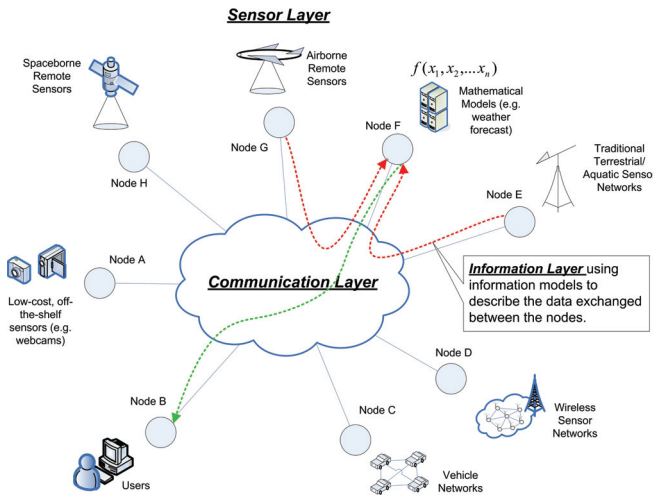 Sensor Layer
Spaceborne
Remote
Sensors
Airborne
Remote
Sensors
f(x₁,x₂,...xₙ)
Mathematical
Models (e.g.
weather
forecast)
Node G
Node F
Traditional
Terrestrial/
Aquatic Senso
Networks
Node H
Node E
Node A
Low-cost, off-
the-shelf
sensors (e.g.
webcams)
Communication Layer
Information Layer using
information models to
describe the data exchanged
between the nodes.
Node D
Node B
Node C
Wireless
Sensor
Networks
Users
Vehicle
Networks